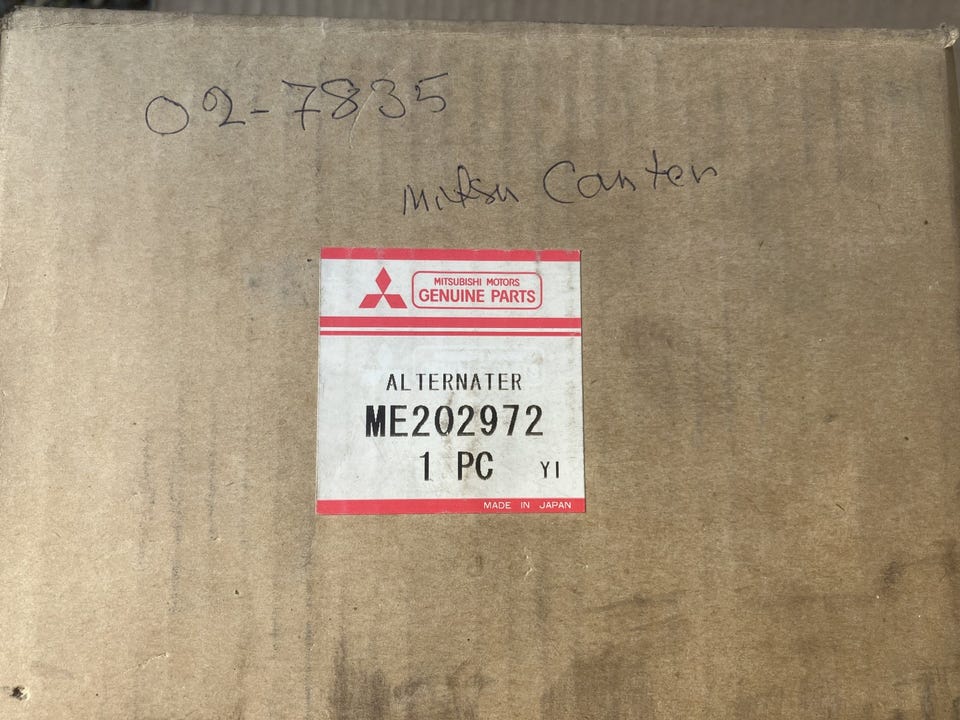 02-7835
Mitsu Canter
MITSUBISHI MOTORS
GENUINE PARTS
ALTERNATER
ME202972
1 PC YI
MADE IN JAPAN